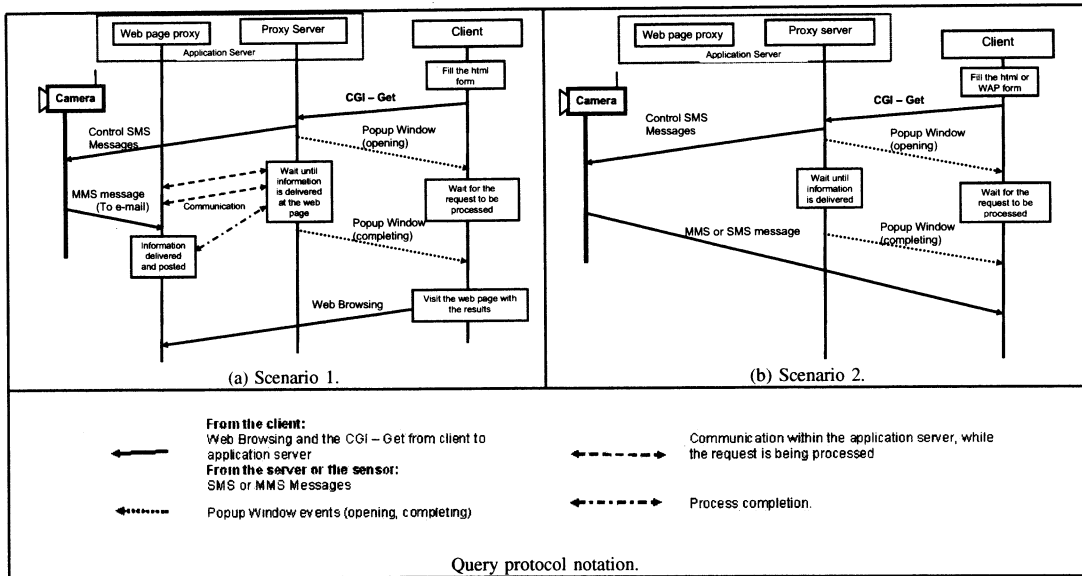 Web page proxy
Proxy Server
Application Server
Client
Fill the html
form
Camera
CGI – Get
Control SMS
Messages
Popup Window
(opening)
Wait until
information
is delivered
at the web
page
Wait for the
request to be
processed
MMS message
(To e-mail)
Communication
Popup Window
(completing)
Information
delivered
and posted
Visit the web page with
the results
Web Browsing
(a) Scenario 1.
Web page proxy
Proxy server
Application Server
Client
Fill the html or
WAP form
Camera
CGI – Get
Control SMS
Messages
Popup Window
(opening)
Wait until
information
is delivered
Wait for the
request to be
processed
MMS or SMS message
Popup Window
(completing)
(b) Scenario 2.
From the client:
Web Browsing and the CGI – Get from client to
application server
From the server or the sensor:
SMS or MMS Messages
Popup Window events (opening, completing)
Communication within the application server, while
the request is being processed
Process completion.
Query protocol notation.